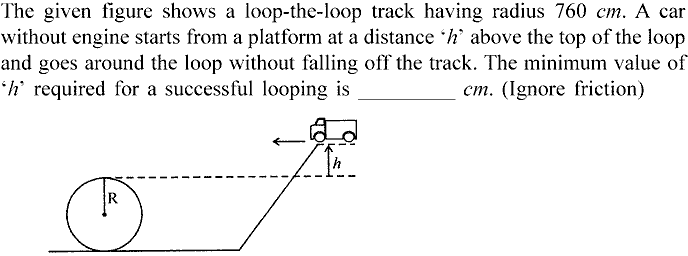 The given figure shows a loop-the-loop track having radius 760 cm. A car
without engine starts from a platform at a distance ‘h’ above the top of the loop
and goes around the loop without falling off the track. The minimum value of
‘h’ required for a successful looping is __________ cm. (Ignore friction)
h
R